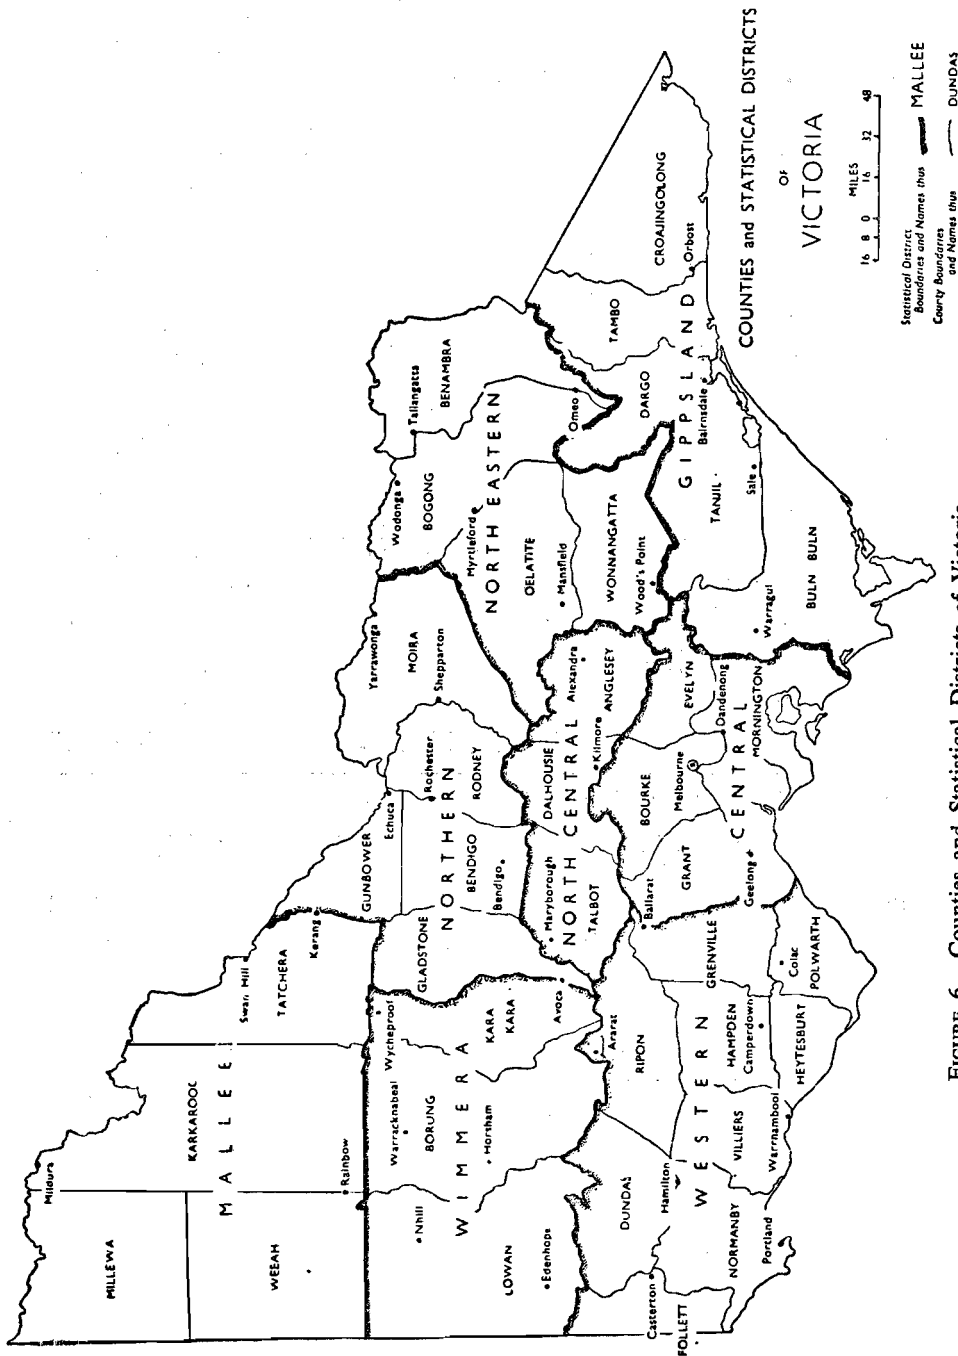 COUNTIES and STATISTICAL DISTRICTS
OF
VICTORIA
MILES
16 8 0 16 32 48
Statistical District
Boundaries and Names thus MALLEE
County Boundaries
and Names thus DUNDAS
MALLEE
MILLEWA
Mildura
KARKAROOC
WEEAH
Rainbow
TATCHERA
Swan Hill
Kerang
WIMMERA
LOWAN
Nhill
Edenhope
BORUNG
Warracknabeal
Horsham
Wycheproof
KARA
KARA
NORTHERN
GLADSTONE
GUNBOWER
Echuca
BENDIGO
Bendigo
Rochester
RODNEY
MOIRA
Yarrawonga
Shepparton
NORTH EASTERN
Wodonga
BOGONG
Tallangatta
BENAMBRA
Myrtleford
DELATITE
Mansfield
WONNANGATTA
Wood's Point
Omeo
NORTH CENTRAL
Avoca
Maryborough
TALBOT
DALHOUSIE
Kilmore
Alexandra
ANGLESEY
WESTERN
Ararat
RIPON
DUNDAS
Hamilton
Casterton
FOLLETT
NORMANBY
Portland
VILLIERS
Warrnambool
HAMPDEN
Camperdown
HEYTESBURY
GRENVILLE
Colac
POLWARTH
CENTRAL
Ballarat
GRANT
Geelong
BOURKE
Melbourne
EVELYN
Dandenong
MORNINGTON
GIPPSLAND
Warragul
BULN BULN
TANJIL
Sale
Bairnsdale
DARGO
TAMBO
CROAJINGOLONG
Orbost
FIGURE 6. Counties and Statistical Districts of Victoria